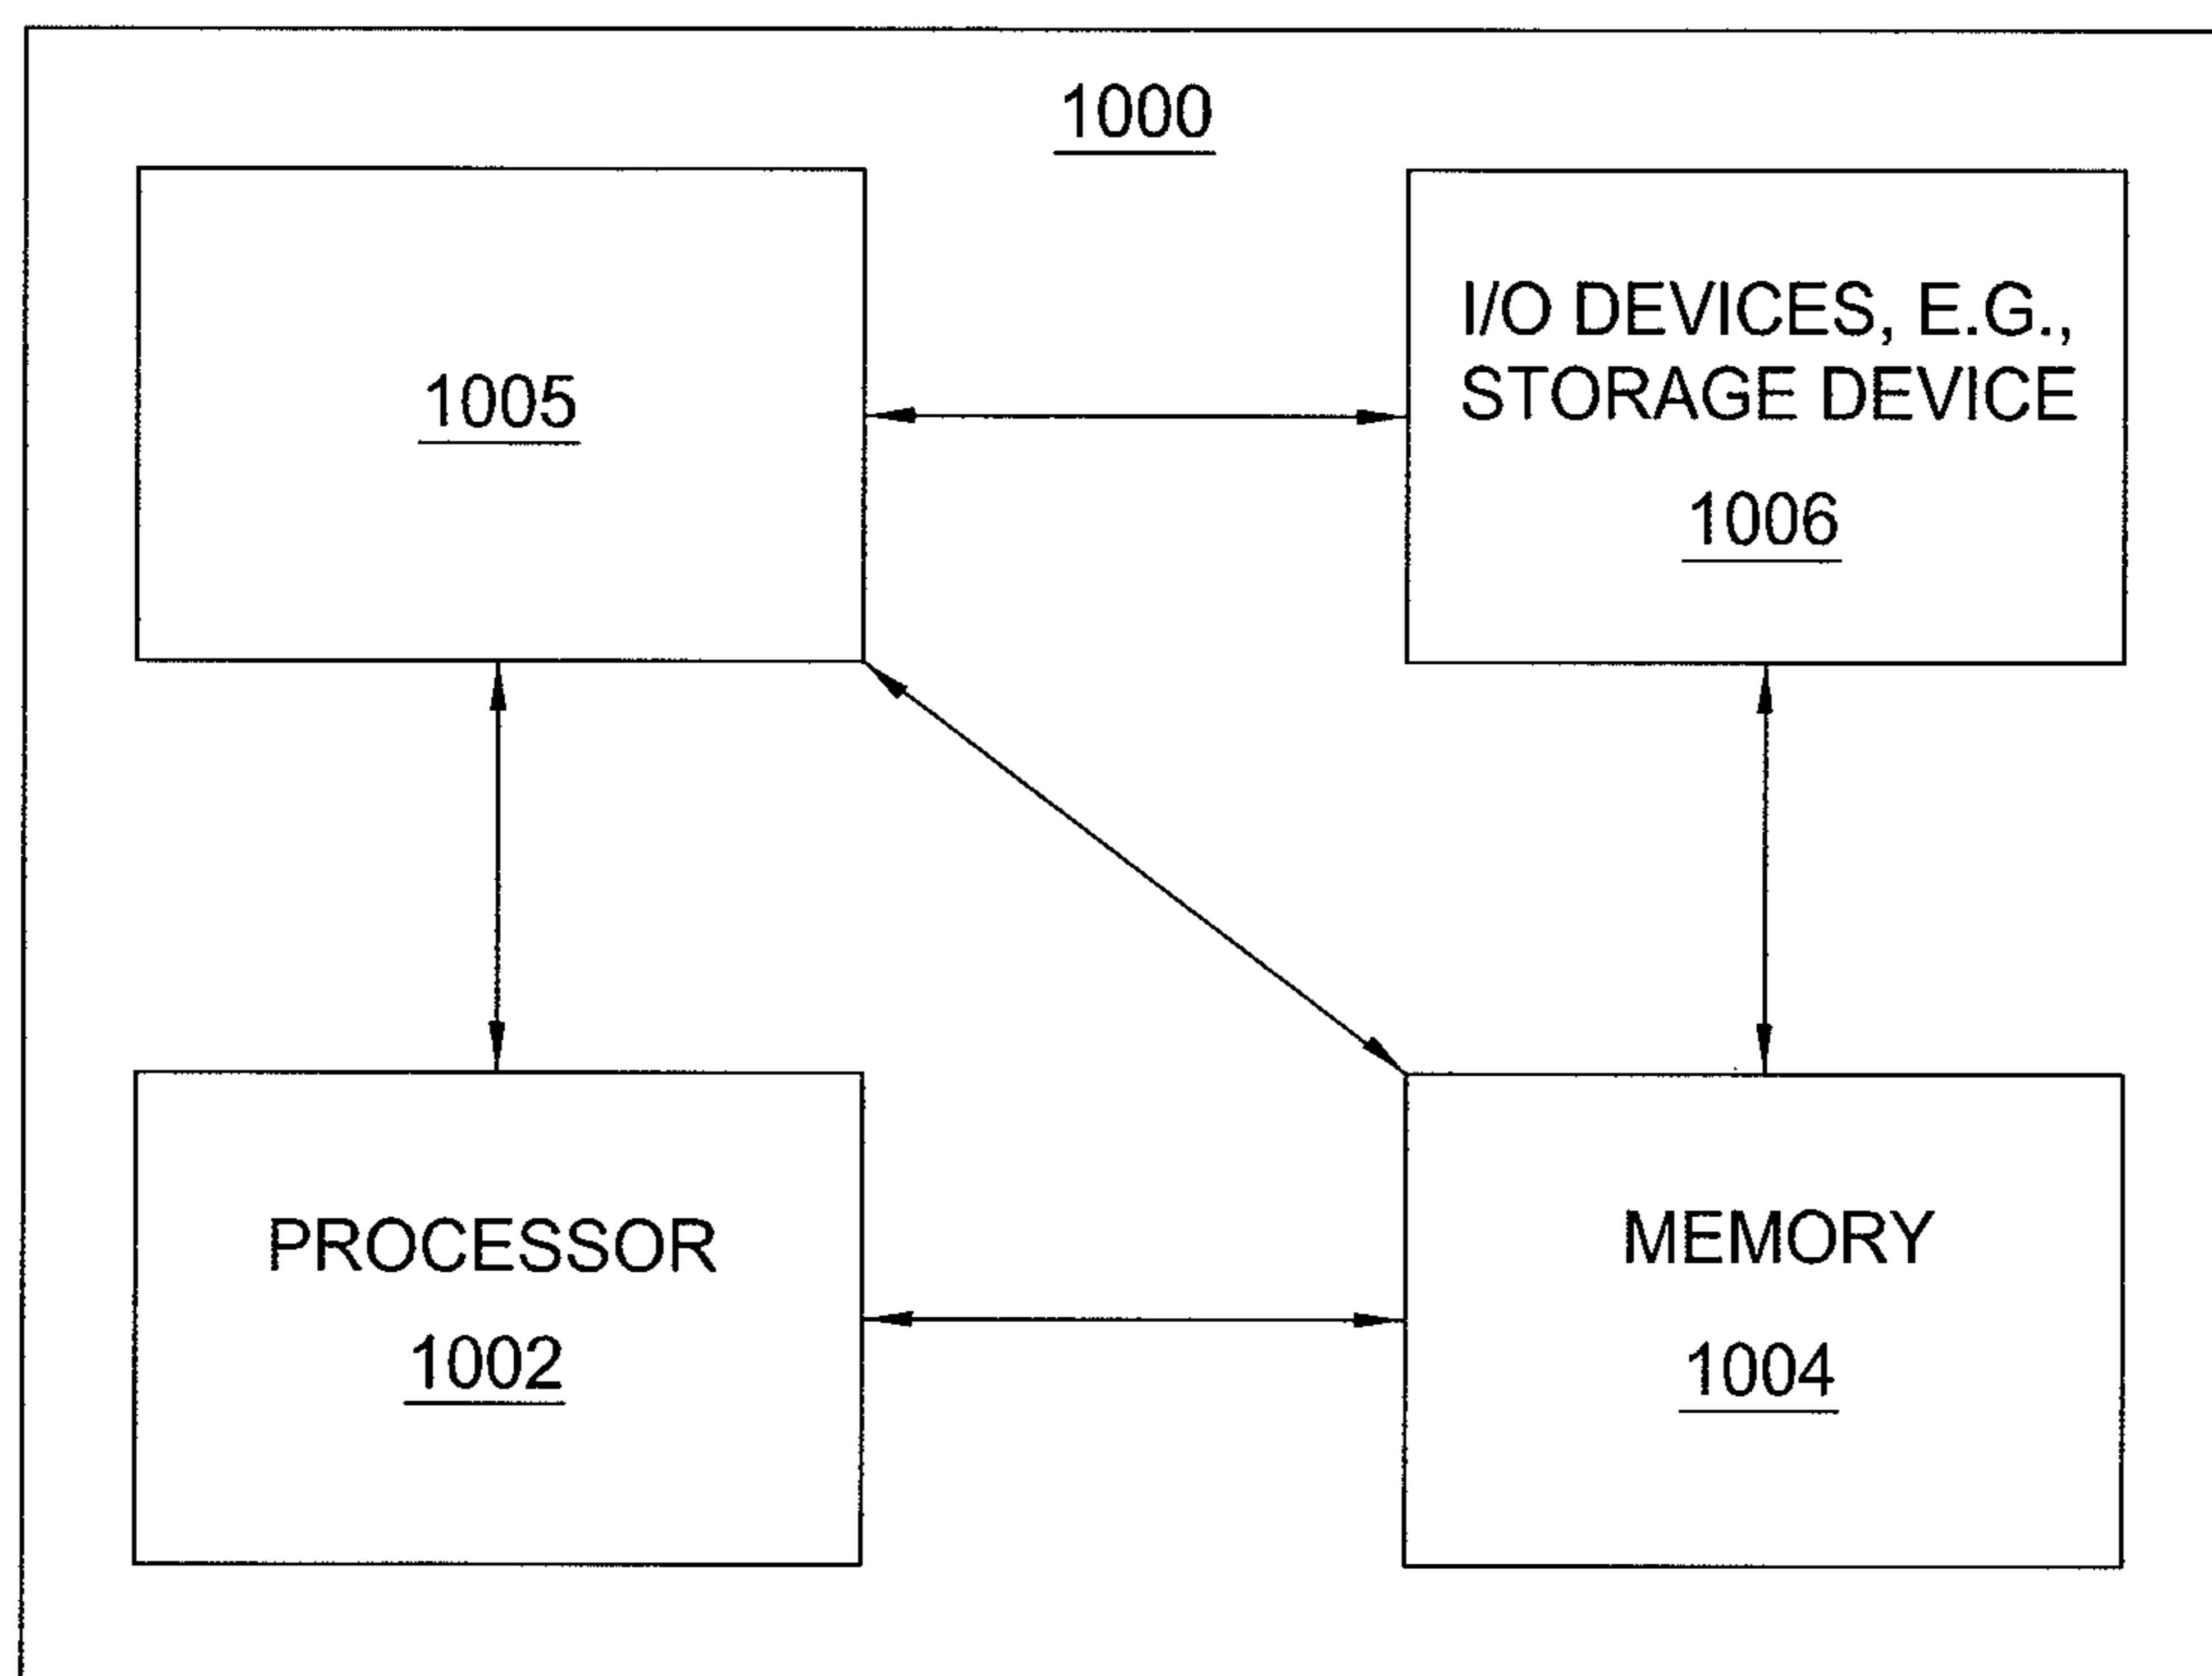 1000
1005
I/O DEVICES, E.G.,
STORAGE DEVICE
1006
PROCESSOR
1002
MEMORY
1004